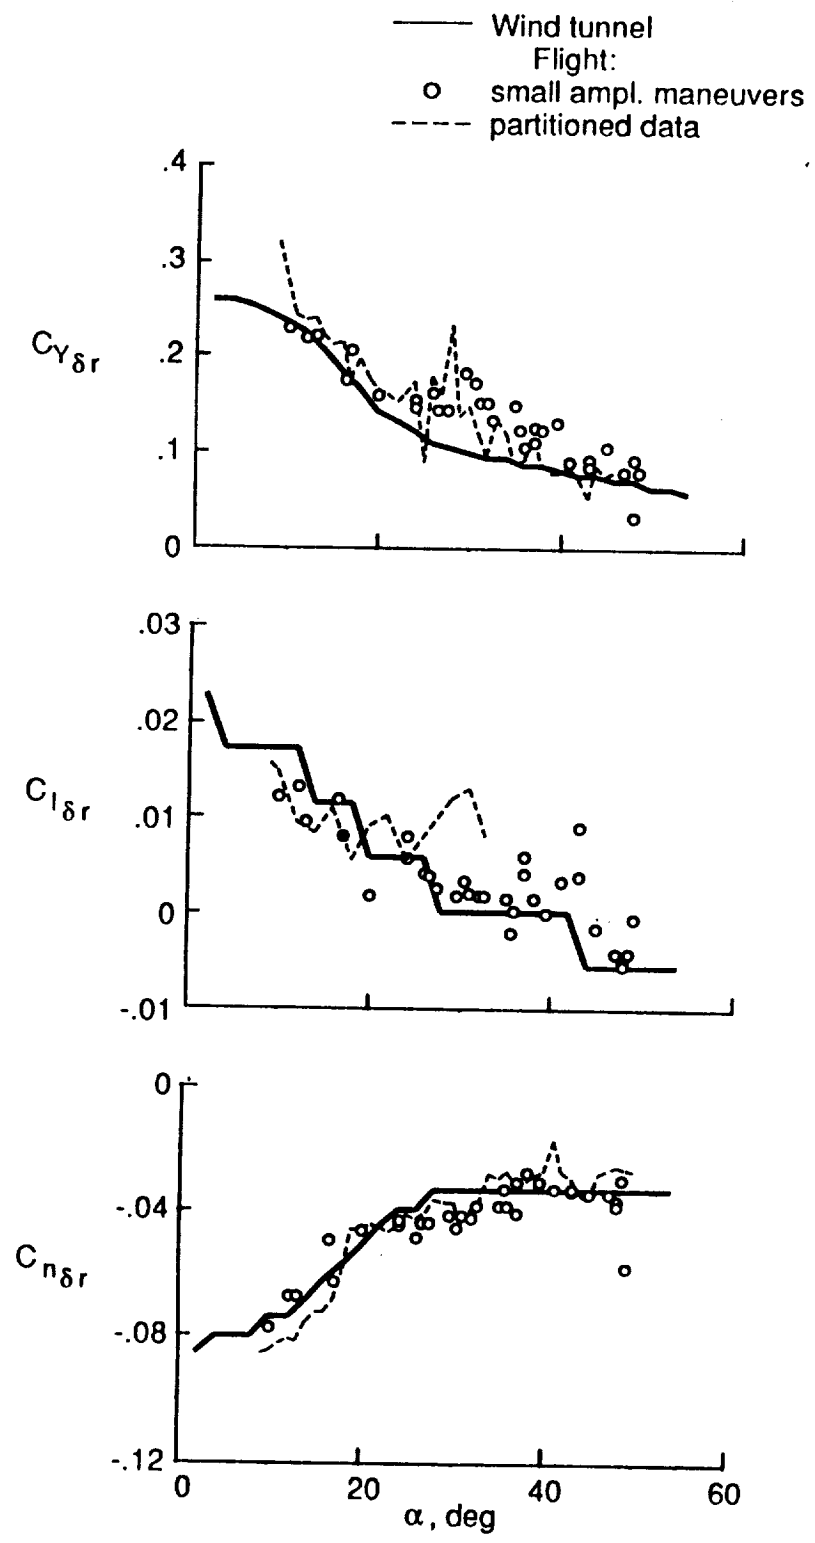 Wind tunnel
Flight:
small ampl. maneuvers
partitioned data
.4
.3
.2
.1
0
CYδr
.03
.02
.01
0
-.01
Clδr
0
-.04
-.08
-.12
Cnδr
0 20 40 60
α, deg